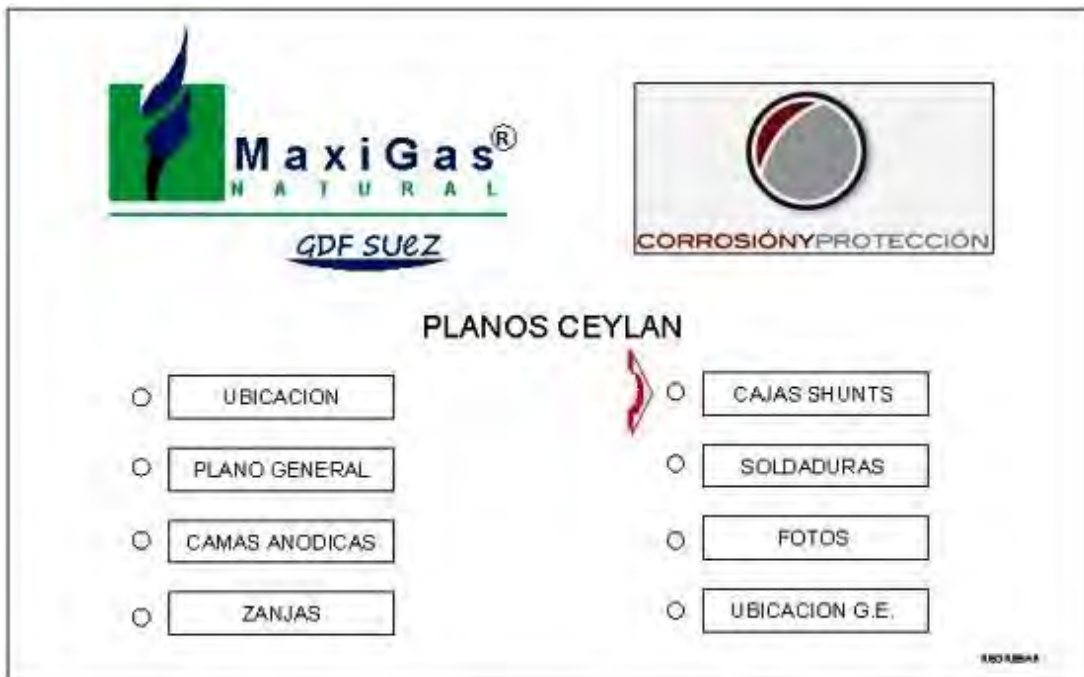 MaxiGas®
NATURAL
GDF SUEZ
CORROSIÓNYPROTECCIÓN
PLANOS CEYLAN
UBICACION
PLANO GENERAL
CAMAS ANODICAS
ZANJAS
CAJAS SHUNTS
SOLDADURAS
FOTOS
UBICACION G.E.